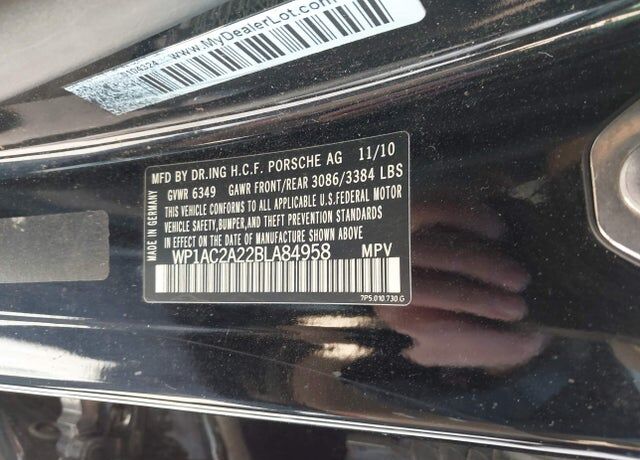 www.MyDealerLot.com
MFD BY DR.ING H.C.F. PORSCHE AG 11/10
GVWR 6349 GAWR FRONT/REAR 3086/3384 LBS
THIS VEHICLE CONFORMS TO ALL APPLICABLE U.S.FEDERAL MOTOR
VEHICLE SAFETY,BUMPER,AND THEFT PREVENTION STANDARDS
IN EFFECT ON THE DATE OF MANUFACTURE SHOWN ABOVE
WP1AC2A22BLA84958 MPV
7P5.010.730.G
MADE IN GERMANY